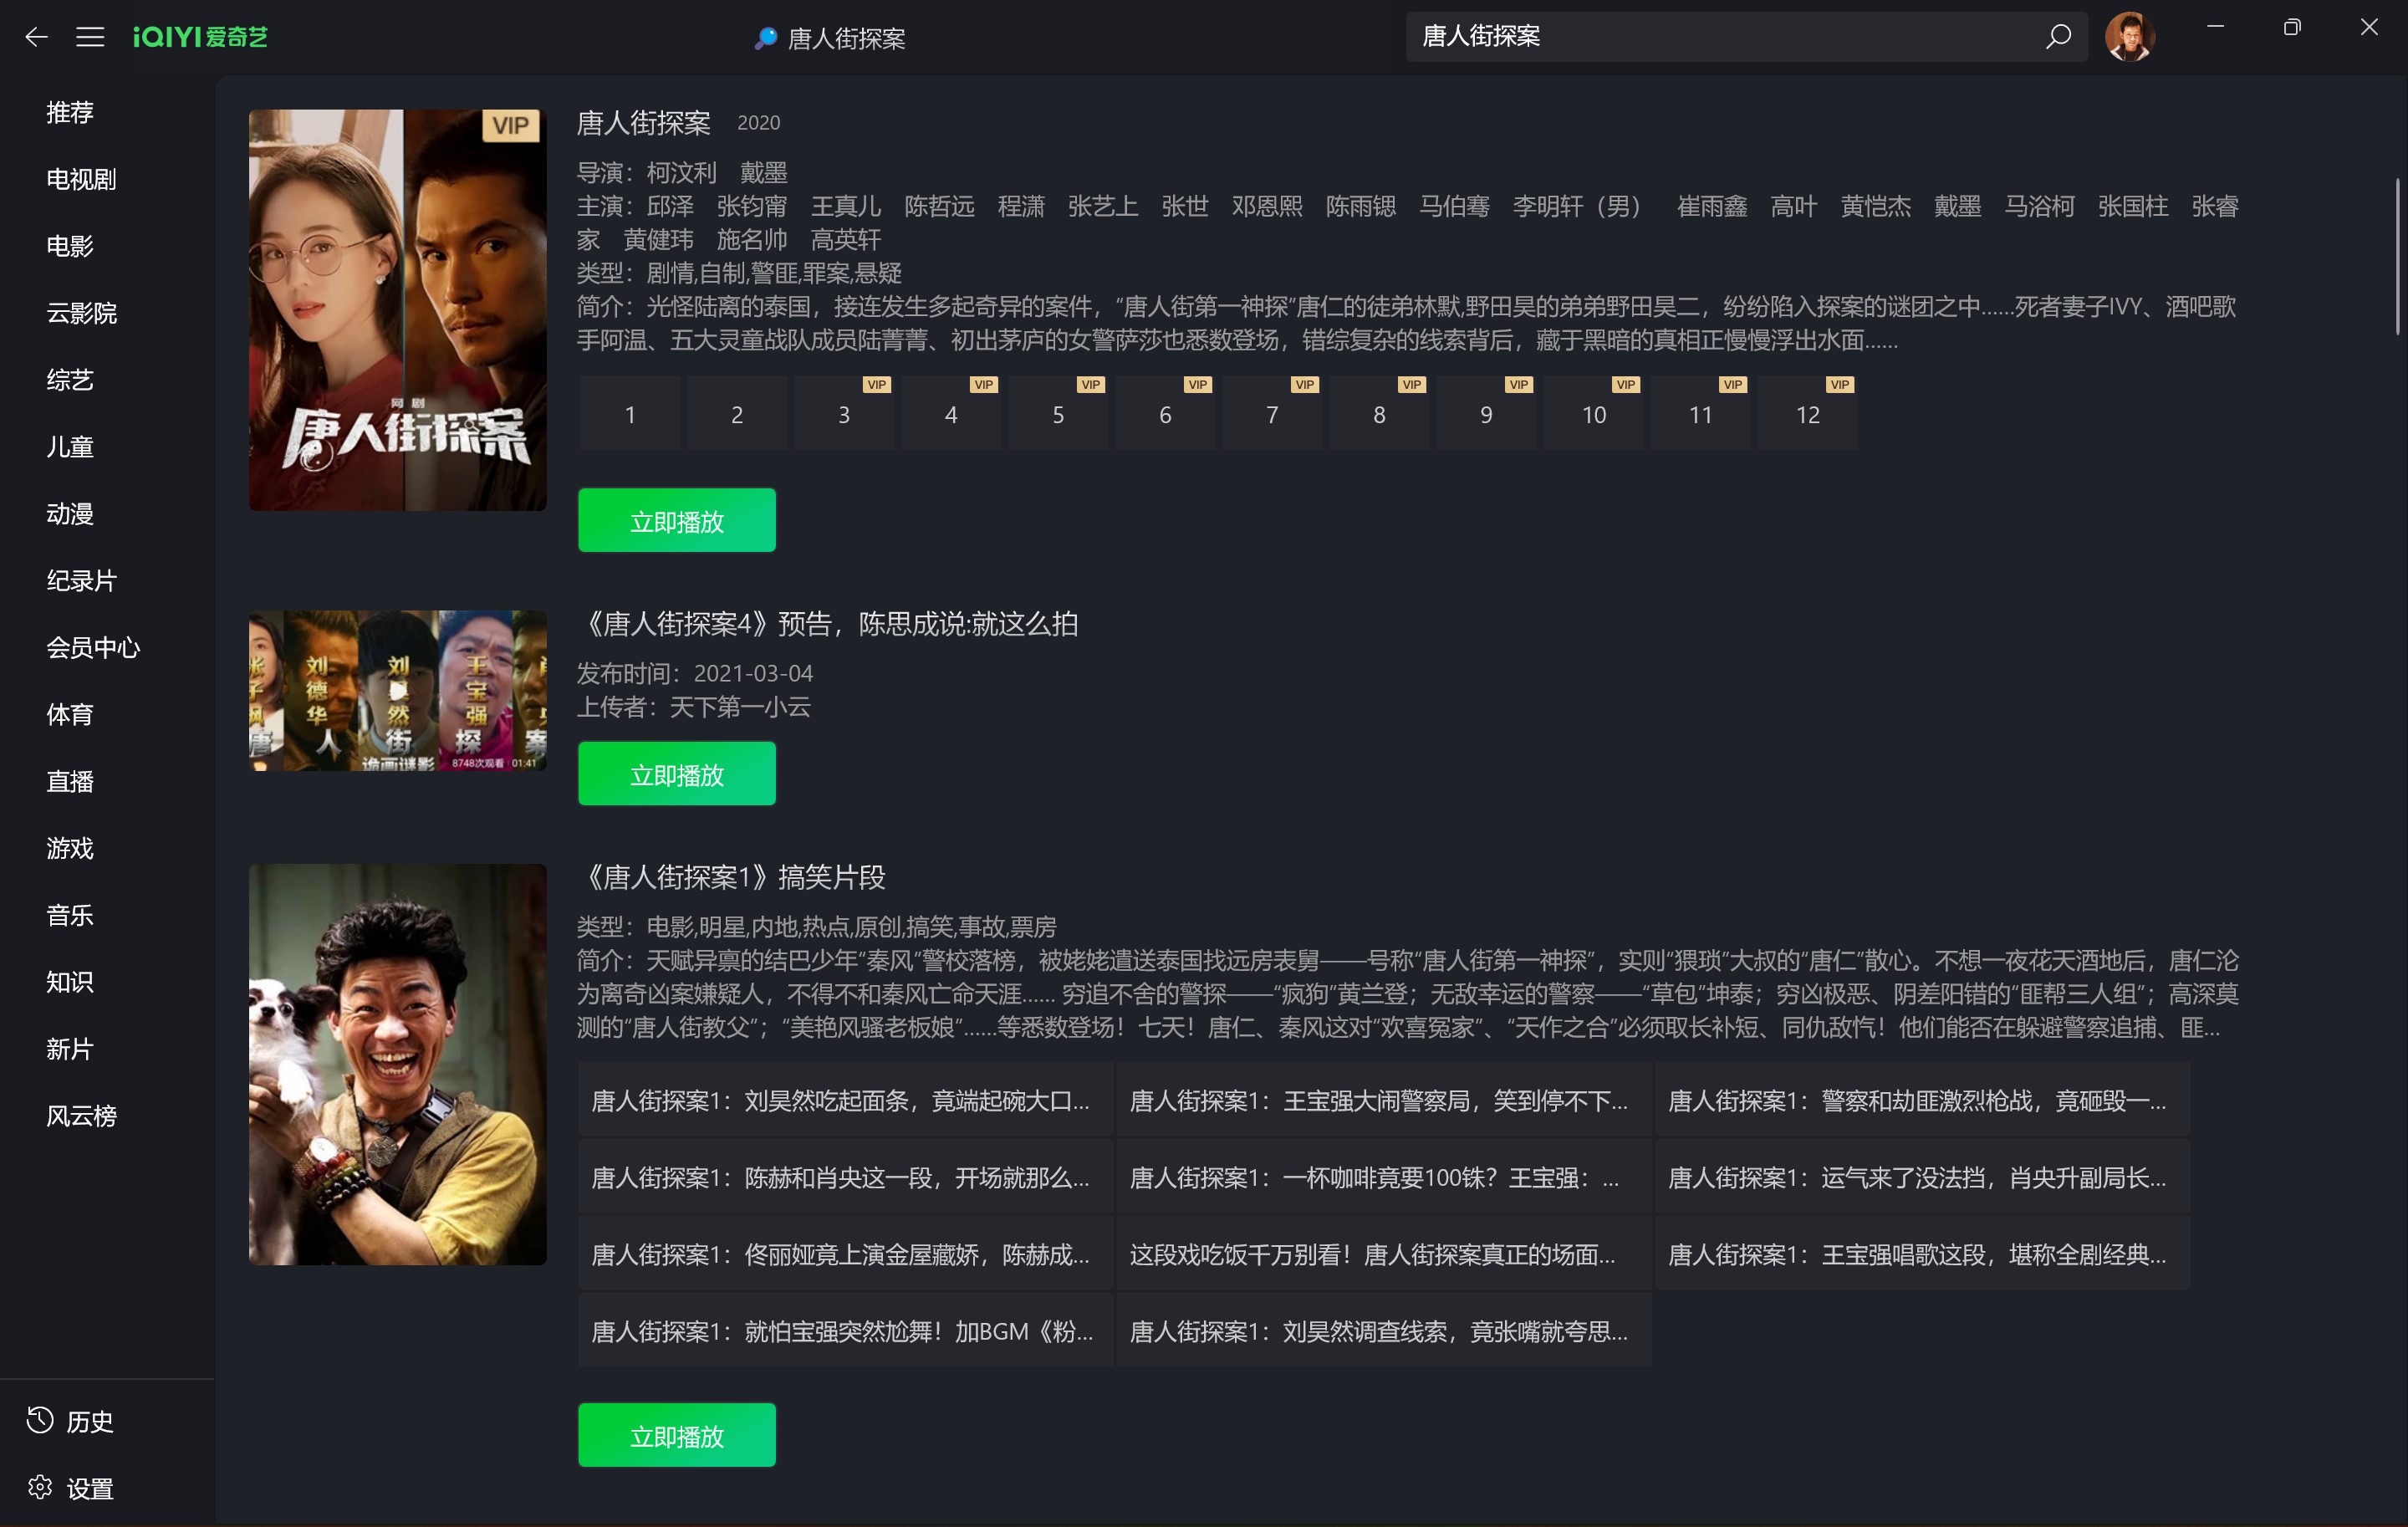 iQIYI爱奇艺
唐人街探案
唐人街探案
推荐
电视剧
电影
云影院
综艺
儿童
动漫
纪录片
会员中心
体育
直播
游戏
音乐
知识
新片
风云榜
历史
设置
VIP
网剧
唐人街探案
唐人街探案 2020
导演：柯汶利 戴墨
主演：邱泽 张钧甯 王真儿 陈哲远 程潇 张艺上 张世 邓恩熙 陈雨锶 马伯骞 李明轩（男） 崔雨鑫 高叶 黄恺杰 戴墨 马浴柯 张国柱 张睿
家 黄健玮 施名帅 高英轩
类型：剧情,自制,警匪,罪案,悬疑
简介：光怪陆离的泰国，接连发生多起奇异的案件，“唐人街第一神探”唐仁的徒弟林默,野田昊的弟弟野田昊二，纷纷陷入探案的谜团之中......死者妻子IVY、酒吧歌
手阿温、五大灵童战队成员陆菁菁、初出茅庐的女警萨莎也悉数登场，错综复杂的线索背后，藏于黑暗的真相正慢慢浮出水面......
VIP VIP VIP VIP VIP VIP VIP VIP VIP VIP
1 2 3 4 5 6 7 8 9 10 11 12
立即播放
张子枫
刘德华
刘昊然
王宝强
唐人街探案
诡画谜影
8748次观看 01:41
《唐人街探案4》预告，陈思成说:就这么拍
发布时间：2021-03-04
上传者：天下第一小云
立即播放
《唐人街探案1》搞笑片段
类型：电影,明星,内地,热点,原创,搞笑,事故,票房
简介：天赋异禀的结巴少年“秦风”警校落榜，被姥姥遣送泰国找远房表舅——号称“唐人街第一神探”，实则“猥琐”大叔的“唐仁”散心。不想一夜花天酒地后，唐仁沦
为离奇凶案嫌疑人，不得不和秦风亡命天涯...... 穷追不舍的警探——“疯狗”黄兰登；无敌幸运的警察——“草包”坤泰；穷凶极恶、阴差阳错的“匪帮三人组”；高深莫
测的“唐人街教父”；“美艳风骚老板娘”......等悉数登场！七天！唐仁、秦风这对“欢喜冤家”、“天作之合”必须取长补短、同仇敌忾！他们能否在躲避警察追捕、匪...
唐人街探案1：刘昊然吃起面条，竟端起碗大口... 唐人街探案1：王宝强大闹警察局，笑到停不下... 唐人街探案1：警察和劫匪激烈枪战，竟砸毁一...
唐人街探案1：陈赫和肖央这一段，开场就那么... 唐人街探案1：一杯咖啡竟要100铢？王宝强：... 唐人街探案1：运气来了没法挡，肖央升副局长...
唐人街探案1：佟丽娅竟上演金屋藏娇，陈赫成... 这段戏吃饭千万别看！唐人街探案真正的场面... 唐人街探案1：王宝强唱歌这段，堪称全剧经典...
唐人街探案1：就怕宝强突然尬舞！加BGM《粉... 唐人街探案1：刘昊然调查线索，竟张嘴就夸思...
立即播放